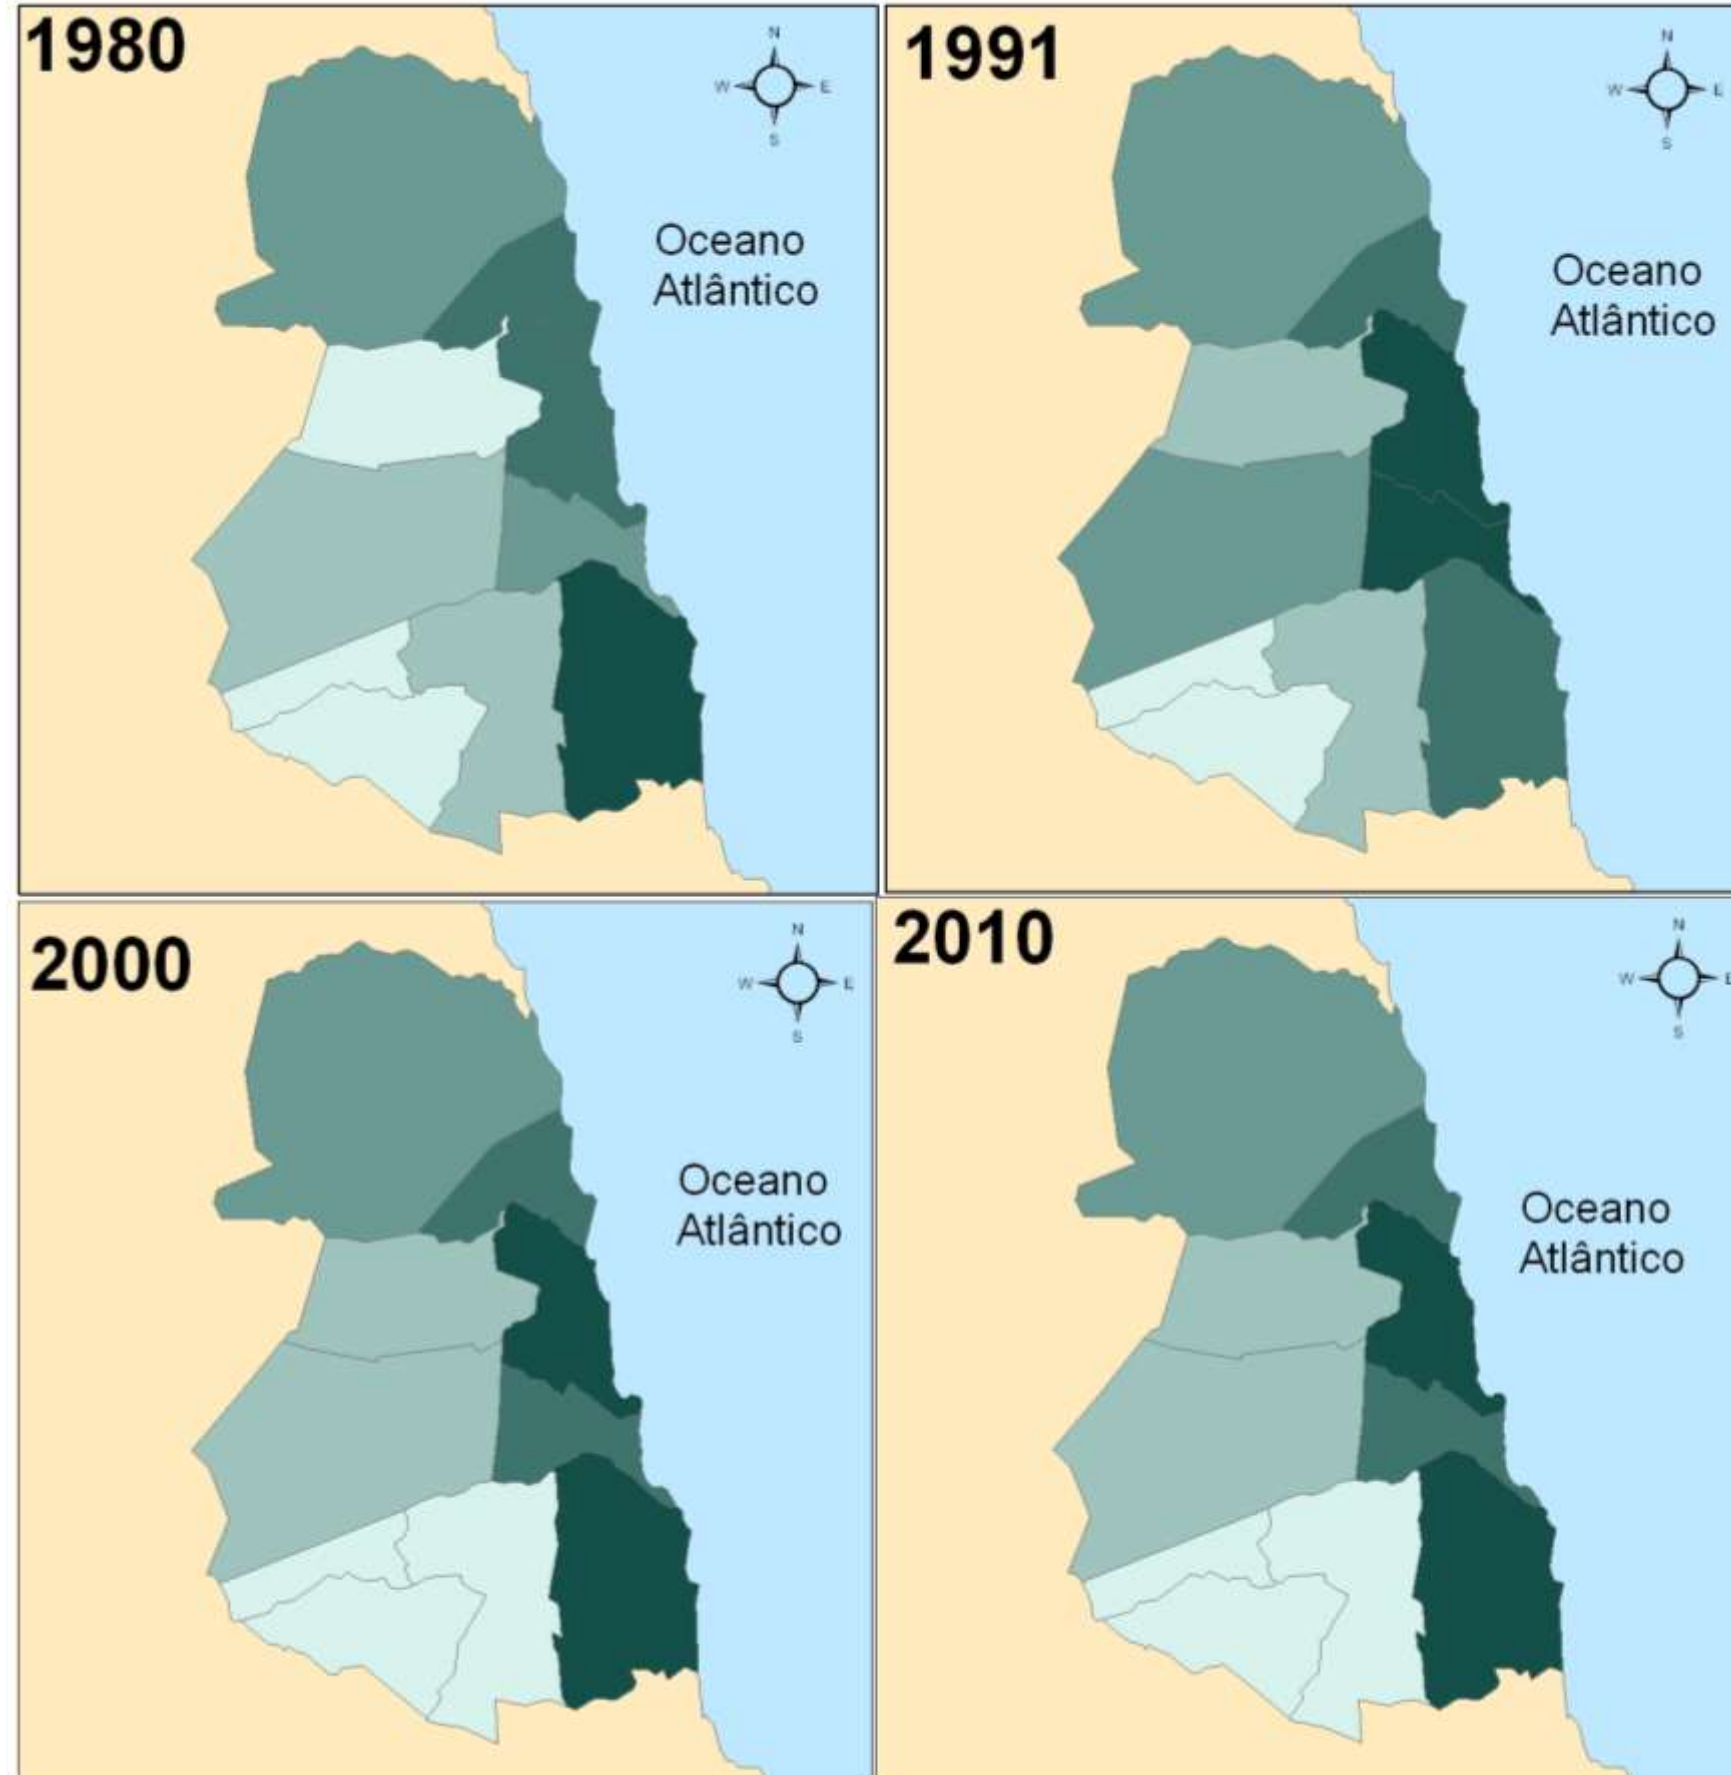 1980
N
W E
S
Oceano
Atlântico
1991
N
W E
S
Oceano
Atlântico
2000
N
W E
S
Oceano
Atlântico
2010
N
W E
S
Oceano
Atlântico